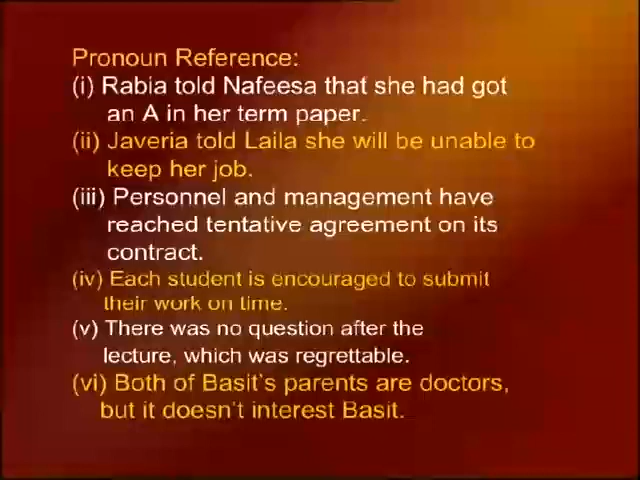 Pronoun Reference:
(i) Rabia told Nafeesa that she had got
an A in her term paper.
(ii) Javeria told Laila she will be unable to
keep her job.
(iii) Personnel and management have
reached tentative agreement on its
contract.
(iv) Each student is encouraged to submit
their work on time.
(v) There was no question after the
lecture, which was regrettable.
(vi) Both of Basit's parents are doctors,
but it doesn't interest Basit.